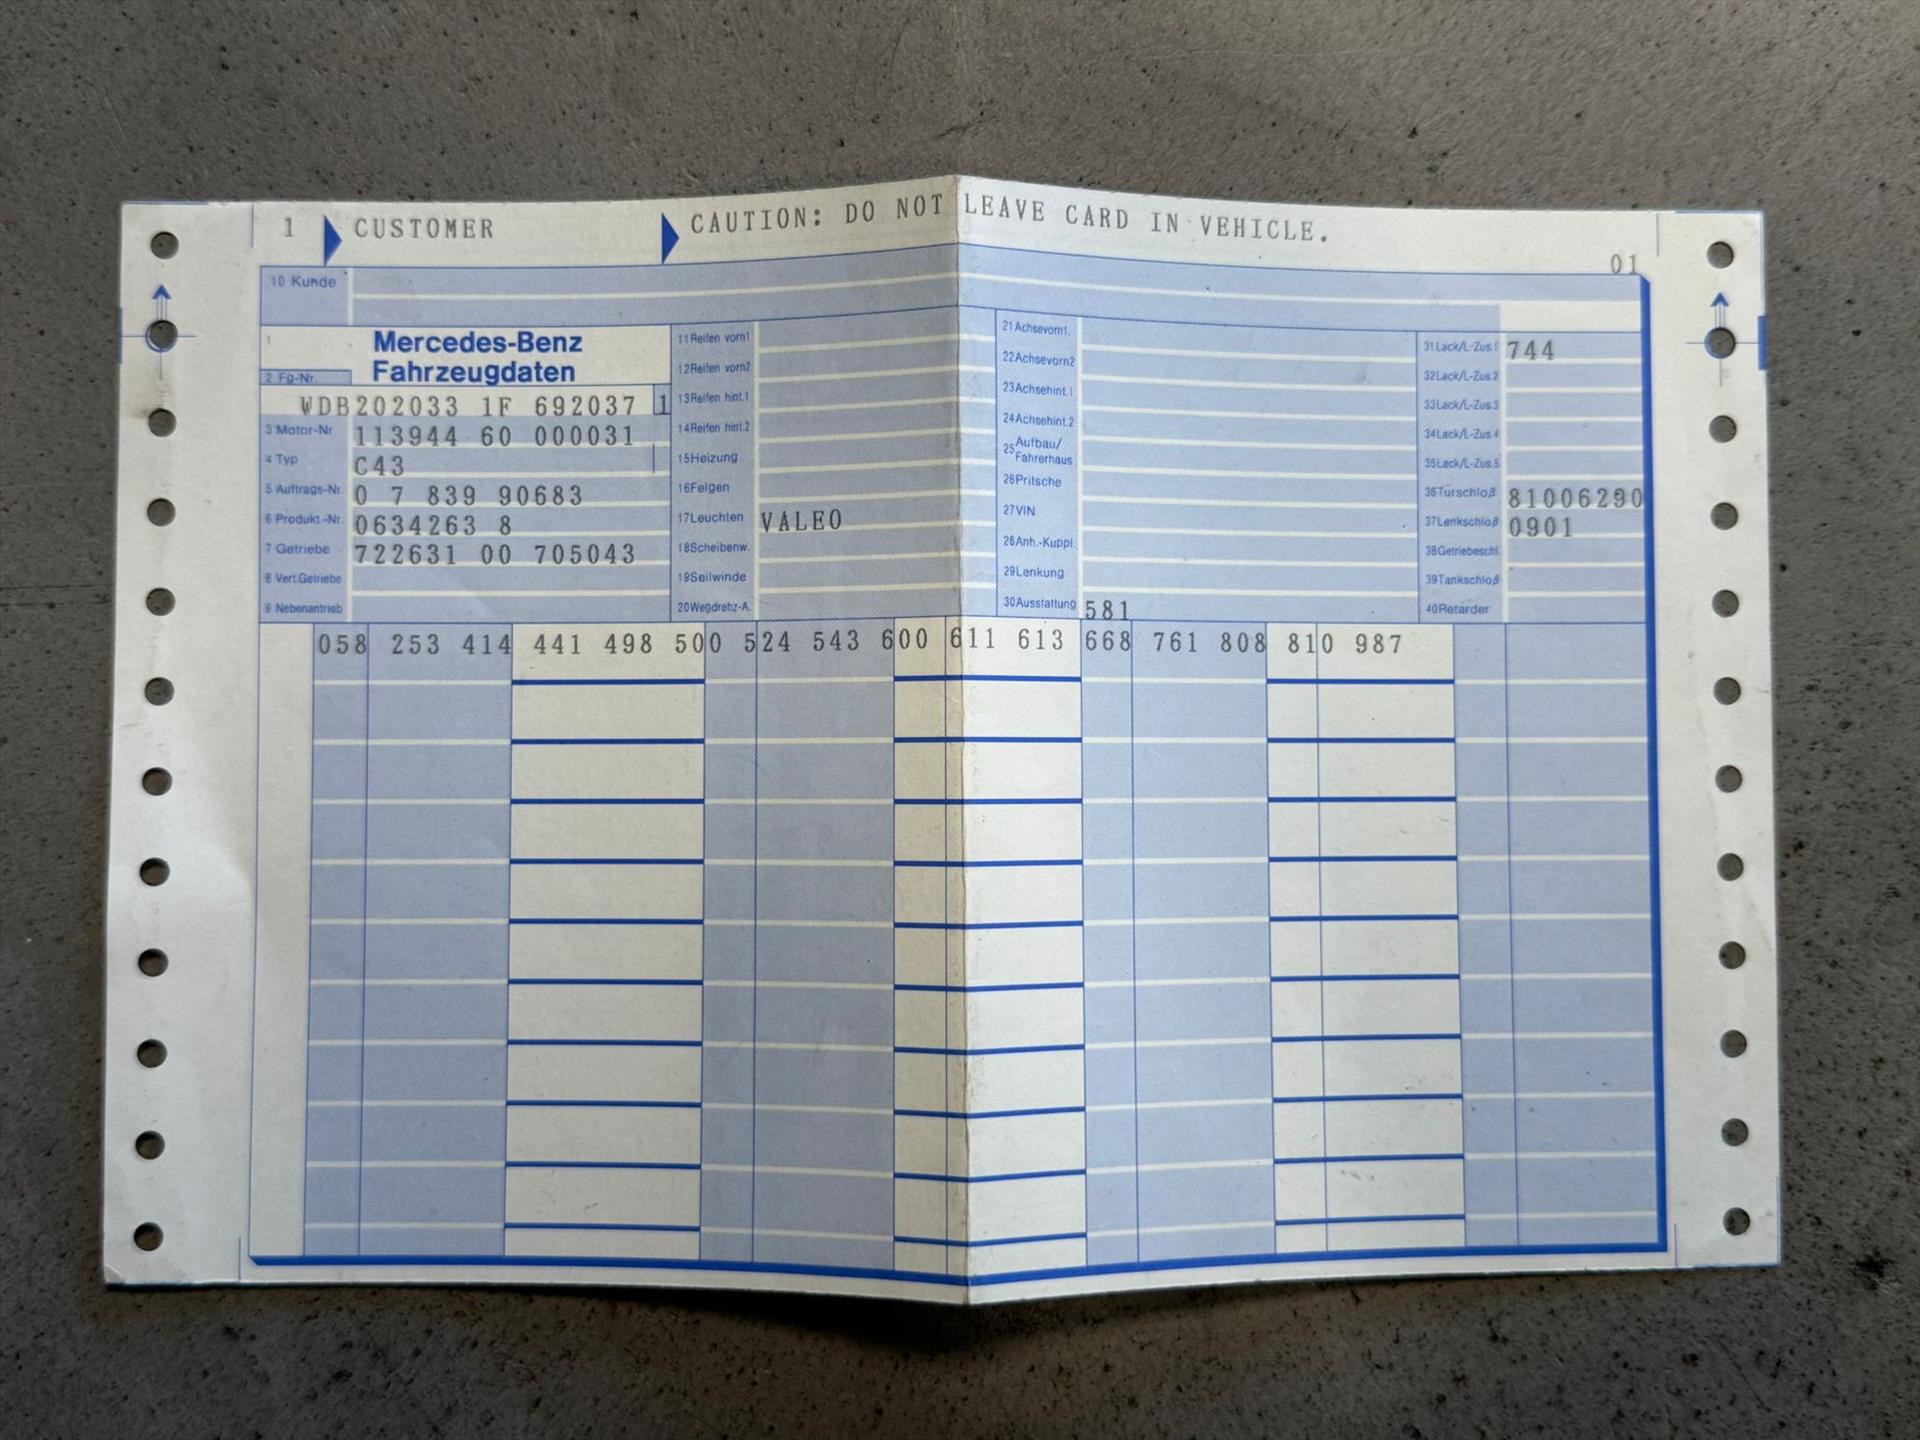 1 CUSTOMER CAUTION: DO NOT LEAVE CARD IN VEHICLE.
01
10 Kunde
1 Mercedes-Benz
Fahrzeugdaten
2 Fg-Nr.
WDB202033 1F 692037 1
3 Motor-Nr 113944 60 000031
4 Typ C43
5 Auftrags-Nr. 0 7 839 90683
6 Produkt.-Nr. 0634263 8
7 Getriebe 722631 00 705043
8 Vert.Getriebe
9 Nebenantrieb
11 Reifen vorn1
12 Reifen vorn2
13 Reifen hint.1
14 Reifen hint.2
15 Heizung
16 Felgen
17 Leuchten VALEO
18 Scheibenw.
19 Seilwinde
20 Wegdrehz-A.
21 Achsevorn1.
22 Achsevorn2
23 Achsehint.1
24 Achsehint.2
25 Aufbau/
Fahrerhaus
26 Pritsche
27 VIN
28 Anh.-Kuppl.
29 Lenkung
30 Ausstattung 581
31 Lack/L-Zus.1 744
32 Lack/L-Zus.2
33 Lack/L-Zus.3
34 Lack/L-Zus.4
35 Lack/L-Zus.5
36 Türschloß 81006290
37 Lenkschloß 0901
38 Getriebeschl.
39 Tankschloß
40 Retarder
058 253 414 441 498 500 524 543 600 611 613 668 761 808 810 987